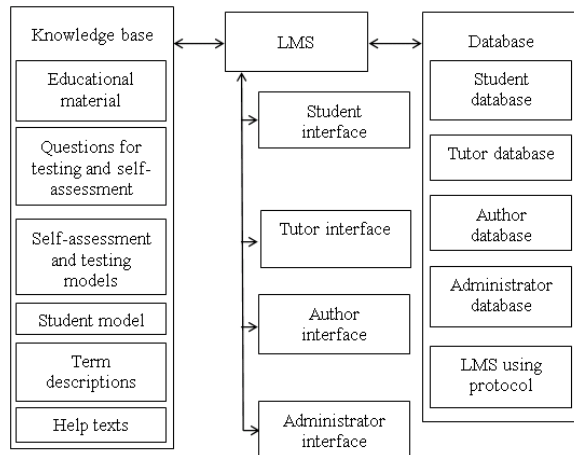 Knowledge base
Educational
material
Questions for
testing and self-
assessment
Self-assessment
and testing
models
Student model
Term
descriptions
Help texts
LMS
Student
interface
Tutor interface
Author
interface
Administrator
interface
Database
Student
database
Tutor database
Author
database
Administrator
database
LMS using
protocol